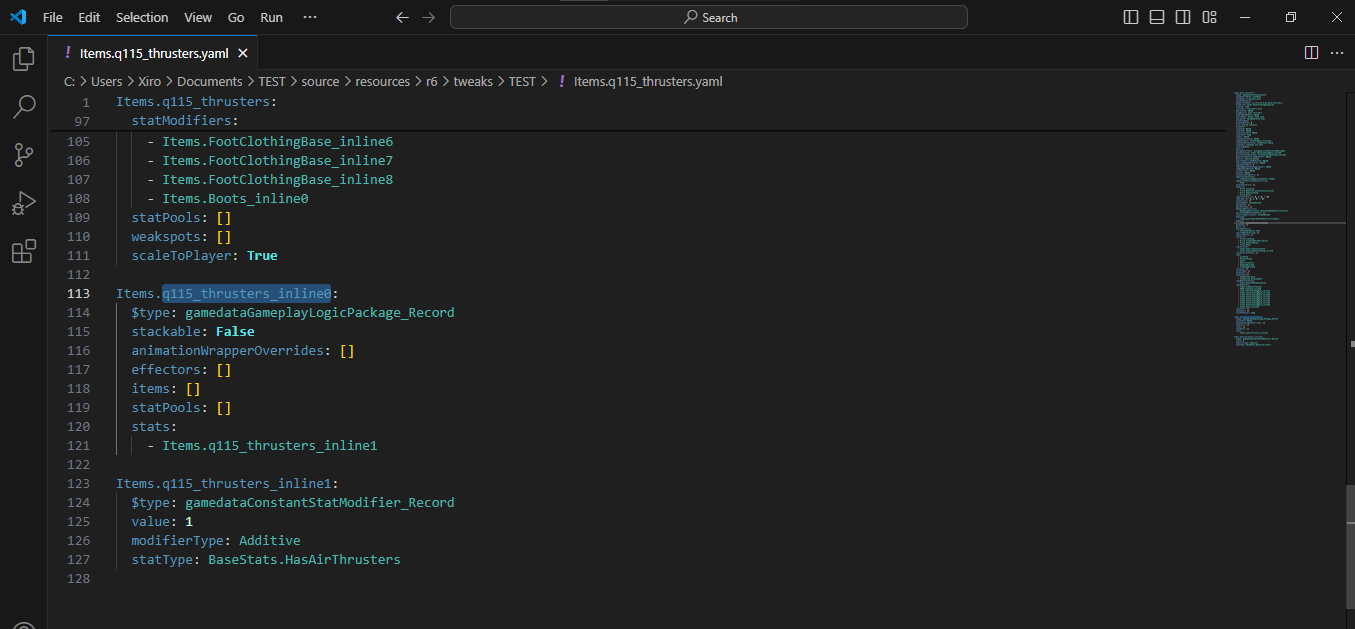 File Edit Selection View Go Run ··· Search
! Items.q115_thrusters.yaml
C: > Users > Xiro > Documents > TEST > source > resources > r6 > tweaks > TEST > ! Items.q115_thrusters.yaml
1 Items.q115_thrusters:
97 statModifiers:
105 - Items.FootClothingBase_inline6
106 - Items.FootClothingBase_inline7
107 - Items.FootClothingBase_inline8
108 - Items.Boots_inline0
109 statPools: []
110 weakspots: []
111 scaleToPlayer: True
112
113 Items.q115_thrusters_inline0:
114 $type: gamedataGameplayLogicPackage_Record
115 stackable: False
116 animationWrapperOverrides: []
117 effectors: []
118 items: []
119 statPools: []
120 stats:
121 - Items.q115_thrusters_inline1
122
123 Items.q115_thrusters_inline1:
124 $type: gamedataConstantStatModifier_Record
125 value: 1
126 modifierType: Additive
127 statType: BaseStats.HasAirThrusters
128